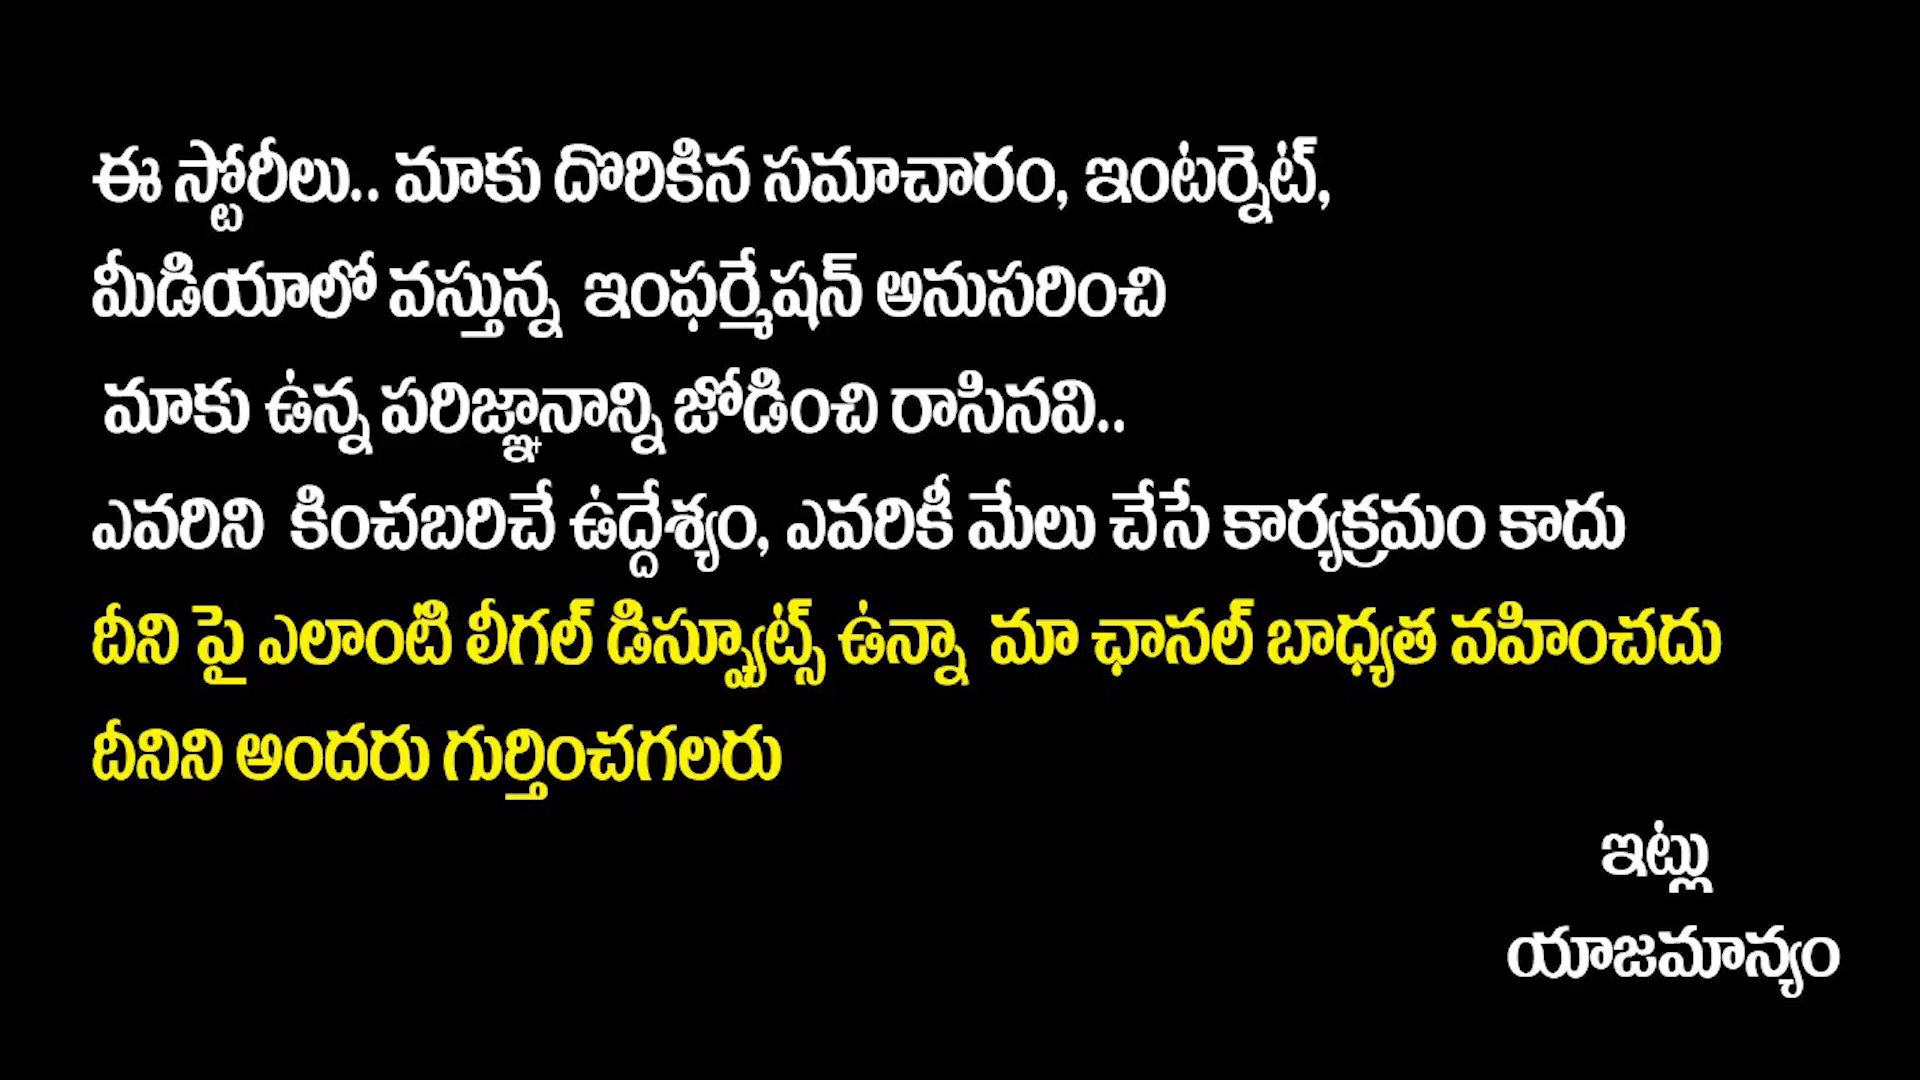 ఈ స్టోరీలు.. మాకు దొరికిన సమాచారం, ఇంటర్నెట్,
మీడియాలో వస్తున్న ఇంఫర్మేషన్ అనుసరించి
మాకు ఉన్న పరిజ్ఞానాన్ని జోడించి రాసినవి..
ఎవరిని కించబరిచే ఉద్దేశ్యం, ఎవరికీ మేలు చేసే కార్యక్రమం కాదు
దీని పై ఎలాంటి లీగల్ డిస్ప్యూట్స్ ఉన్నా మా ఛానల్ బాధ్యత వహించదు
దీనిని అందరు గుర్తించగలరు
ఇట్లు
యాజమాన్యం